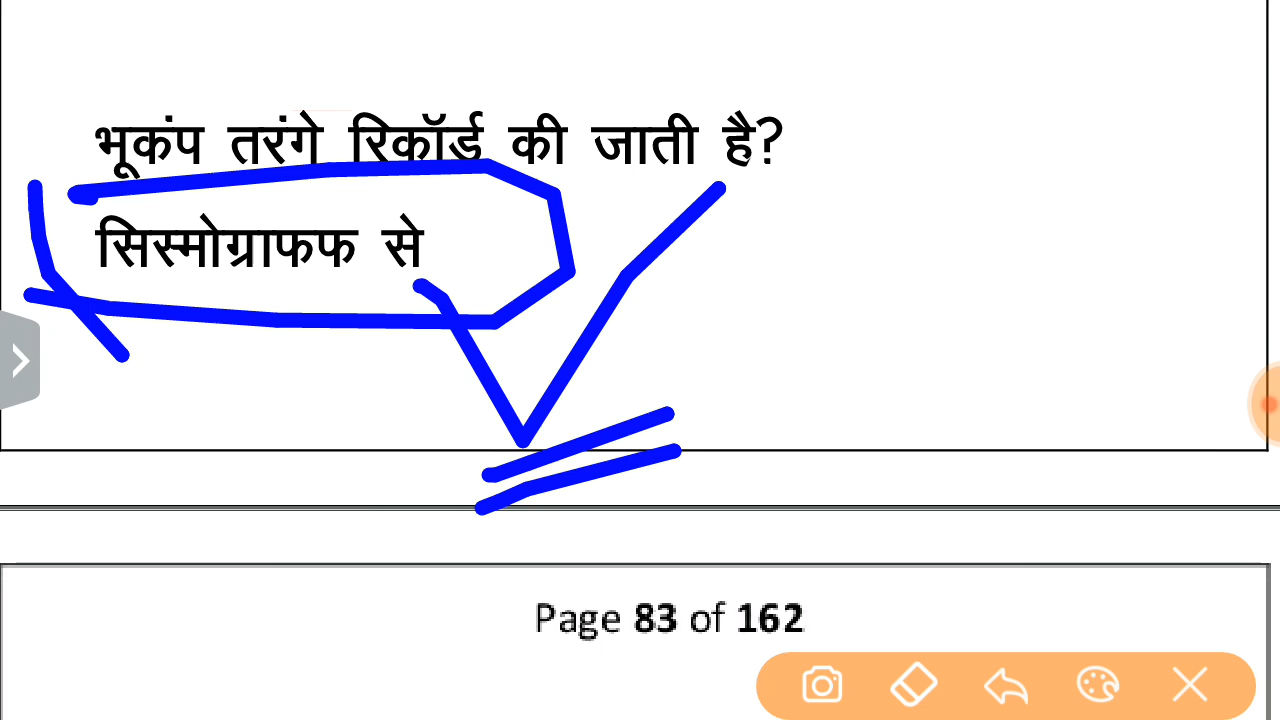 भूकंप तरंगे रिकॉर्ड की जाती है?
सिस्मोग्राफफ से
Page 83 of 162